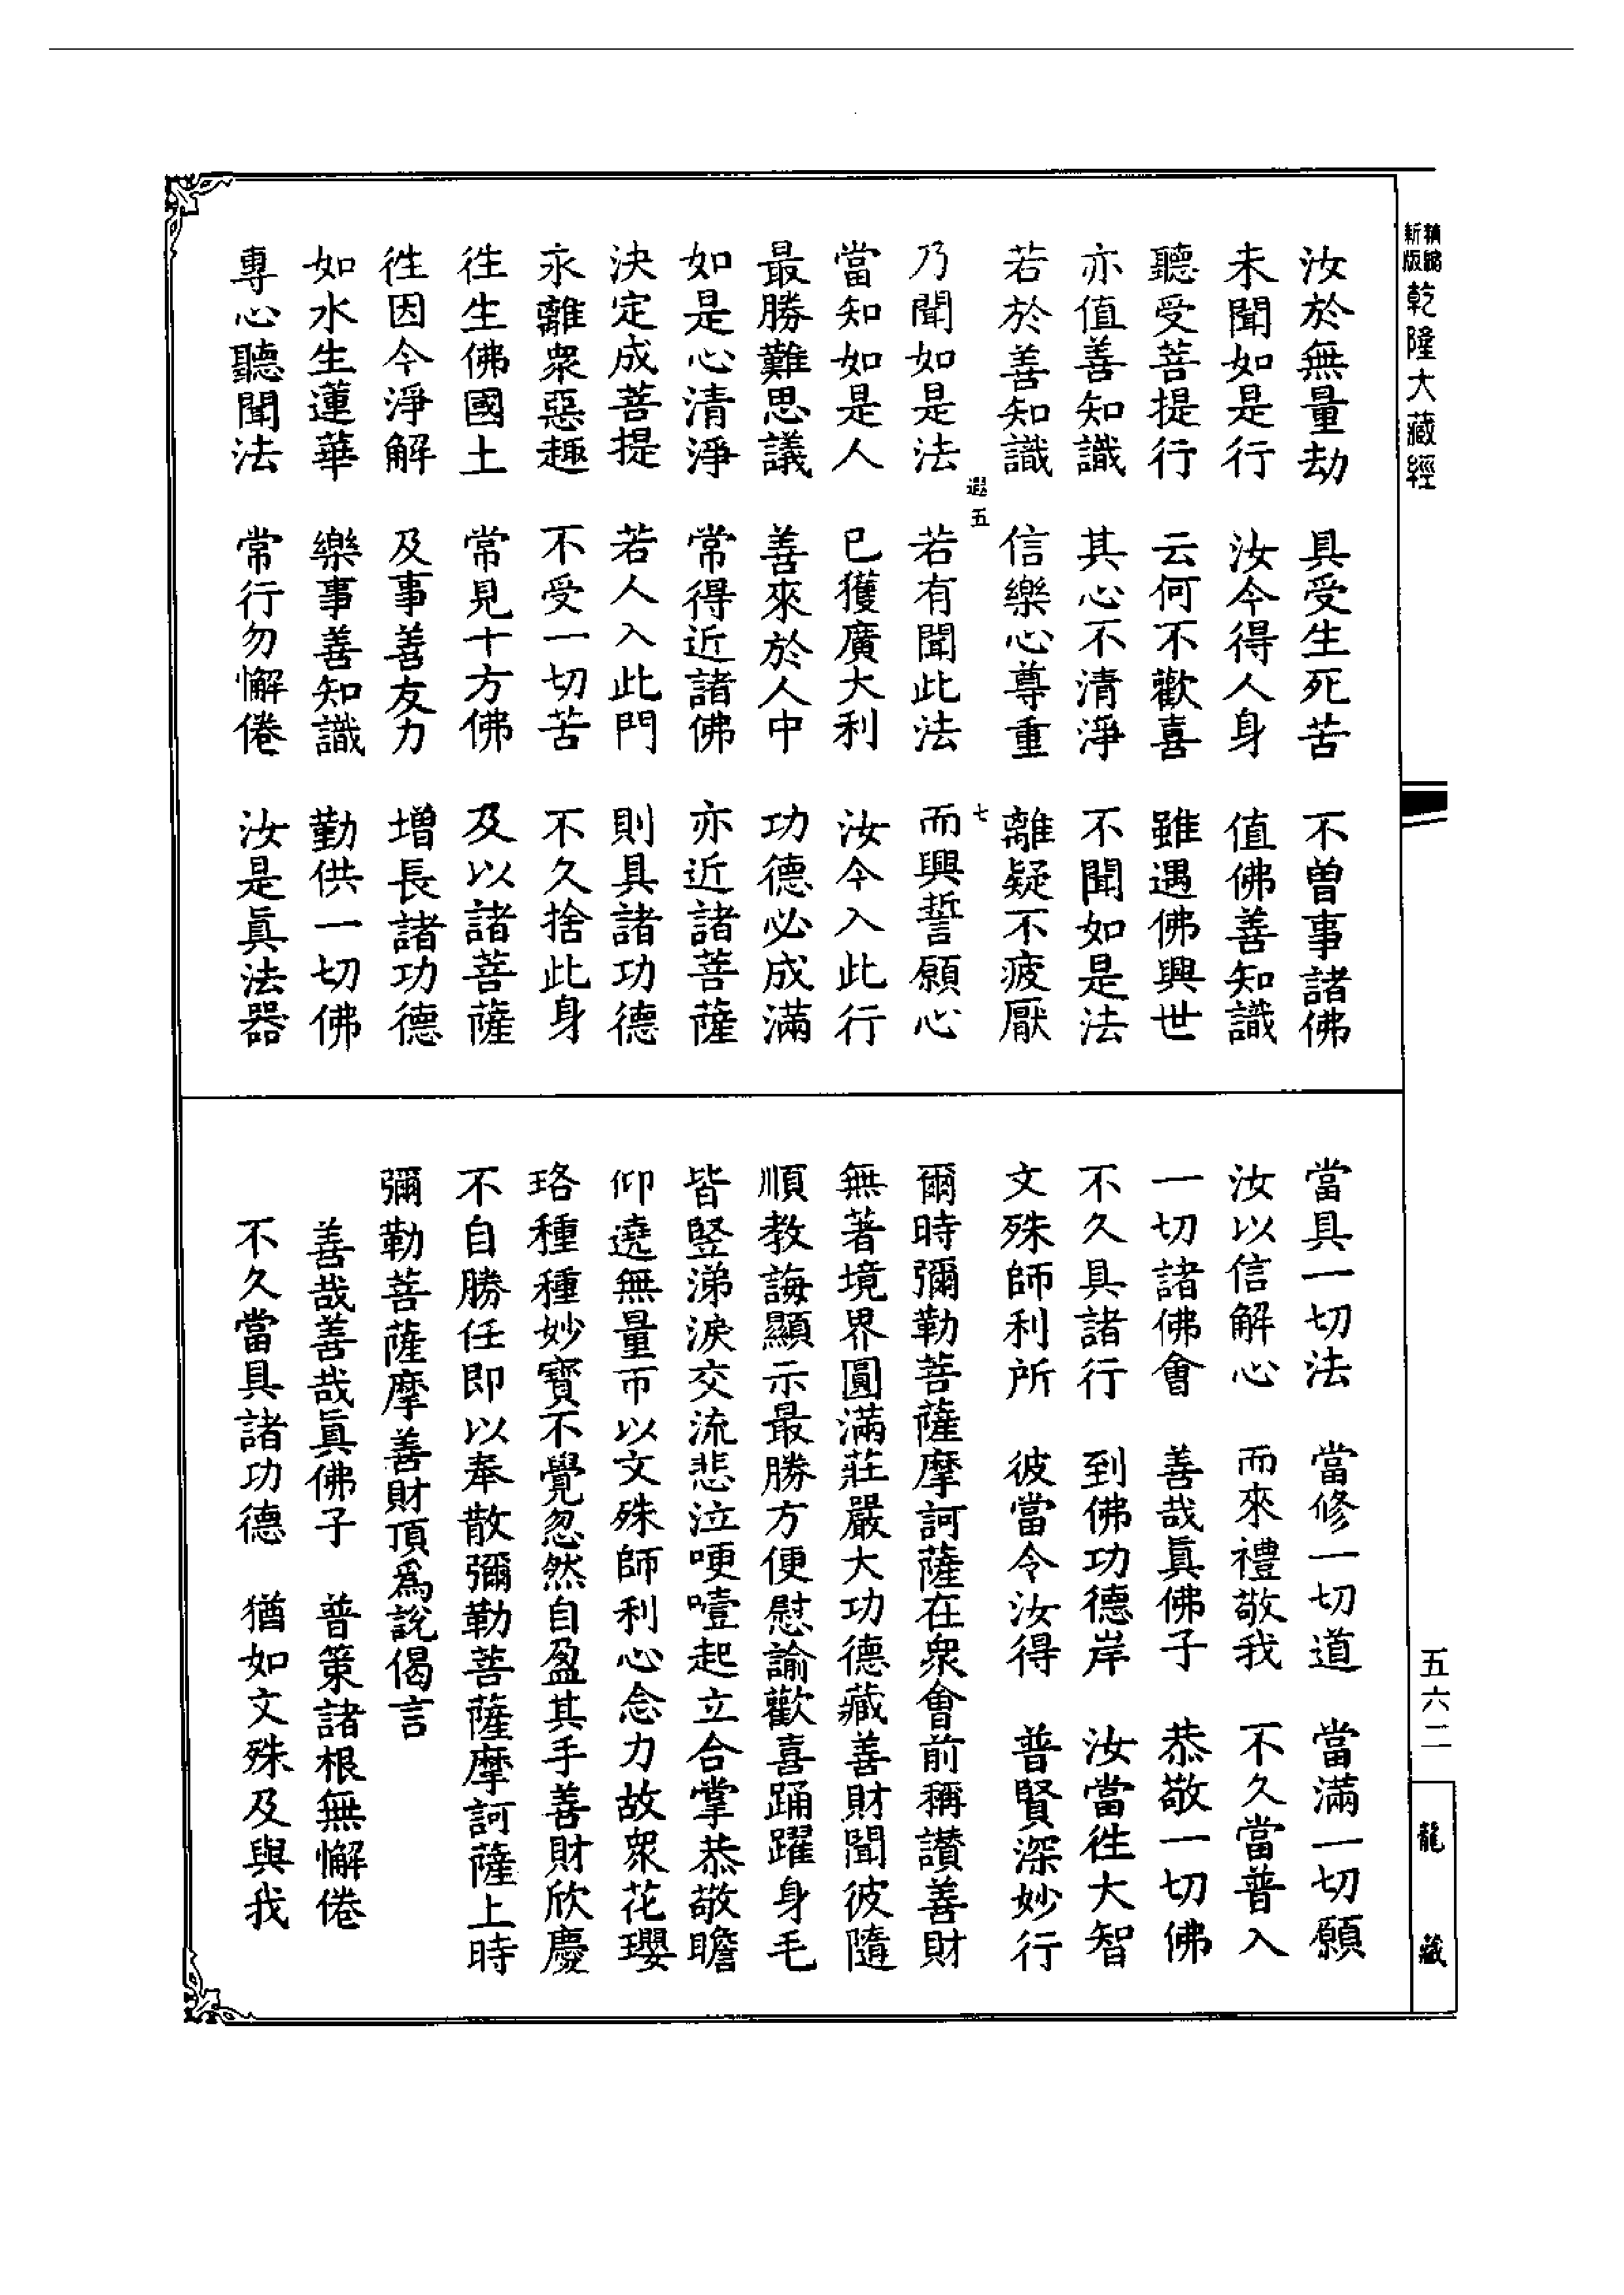 新版
精縮
乾隆大藏經
汝於無量劫　具受生死苦　不曾事諸佛
未聞如是行　汝今得人身　值佛善知識
聽受菩提行　云何不歡喜　雖遇佛興世
亦值善知識　其心不清淨　不聞如是法
若於善知識　信樂心尊重　離疑不疲厭
遐五　七
乃聞如是法　若有聞此法　而興誓願心
當知如是人　已獲廣大利　汝今入此行
最勝難思議　善來於人中　功德必成滿
如是心清淨　常得近諸佛　亦近諸菩薩
決定成菩提　若人入此門　則具諸功德
永離衆惡趣　不受一切苦　不久捨此身
徃生佛國土　常見十方佛　及以諸菩薩
徃因今淨解　及事善友力　增長諸功德
如水生蓮華　樂事善知識　勤供一切佛
專心聽聞法　常行勿懈倦　汝是眞法器
當具一切法　當修一切道　當滿一切願
汝以信解心　而來禮敬我　不久當普入
一切諸佛會　善哉眞佛子　恭敬一切佛
不久具諸行　到佛功德岸　汝當徃大智
文殊師利所　彼當令汝得　普賢深妙行
爾時彌勒菩薩摩訶薩在衆會前稱讃善財
無著境界圓滿莊嚴大功德藏善財聞彼隨
順教誨顯示最勝方便慰諭歡喜踊躍身毛
皆豎涕淚交流悲泣哽噎起立合掌恭敬瞻
仰遶無量帀以文殊師利心念力故衆花瓔
珞種種妙寶不覺忽然自盈其手善財欣慶
不自勝任即以奉散彌勒菩薩摩訶薩上時
彌勒菩薩摩善財頂爲說偈言
善哉善哉眞佛子　普策諸根無懈倦
不久當具諸功德　猶如文殊及與我
五六二
龍藏